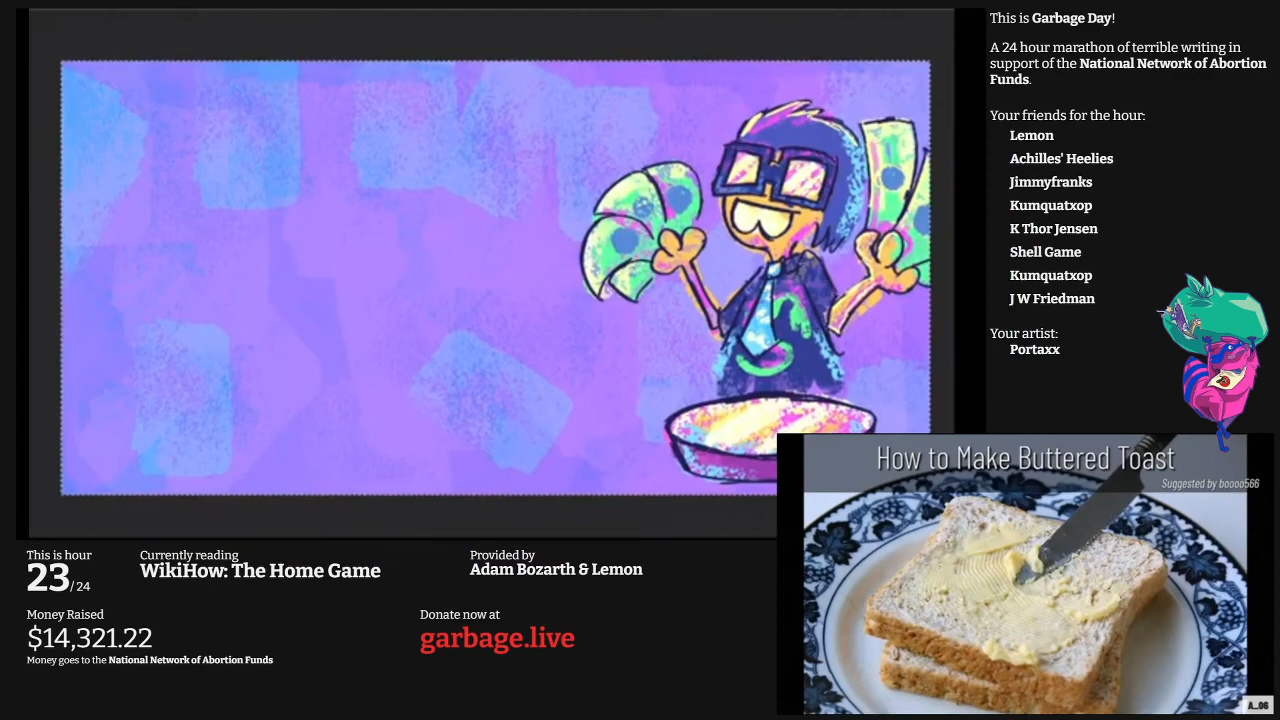 This is Garbage Day!
A 24 hour marathon of terrible writing in
support of the National Network of Abortion
Funds.
Your friends for the hour:
Lemon
Achilles' Heelies
Jimmyfranks
Kumquatxop
K Thor Jensen
Shell Game
Kumquatxop
J W Friedman
Your artist:
Portaxx
How to Make Buttered Toast
Suggested by boooo566
A_06
This is hour
23/24
Currently reading
WikiHow: The Home Game
Provided by
Adam Bozarth & Lemon
Money Raised
$14,321.22
Money goes to the National Network of Abortion Funds
Donate now at
garbage.live